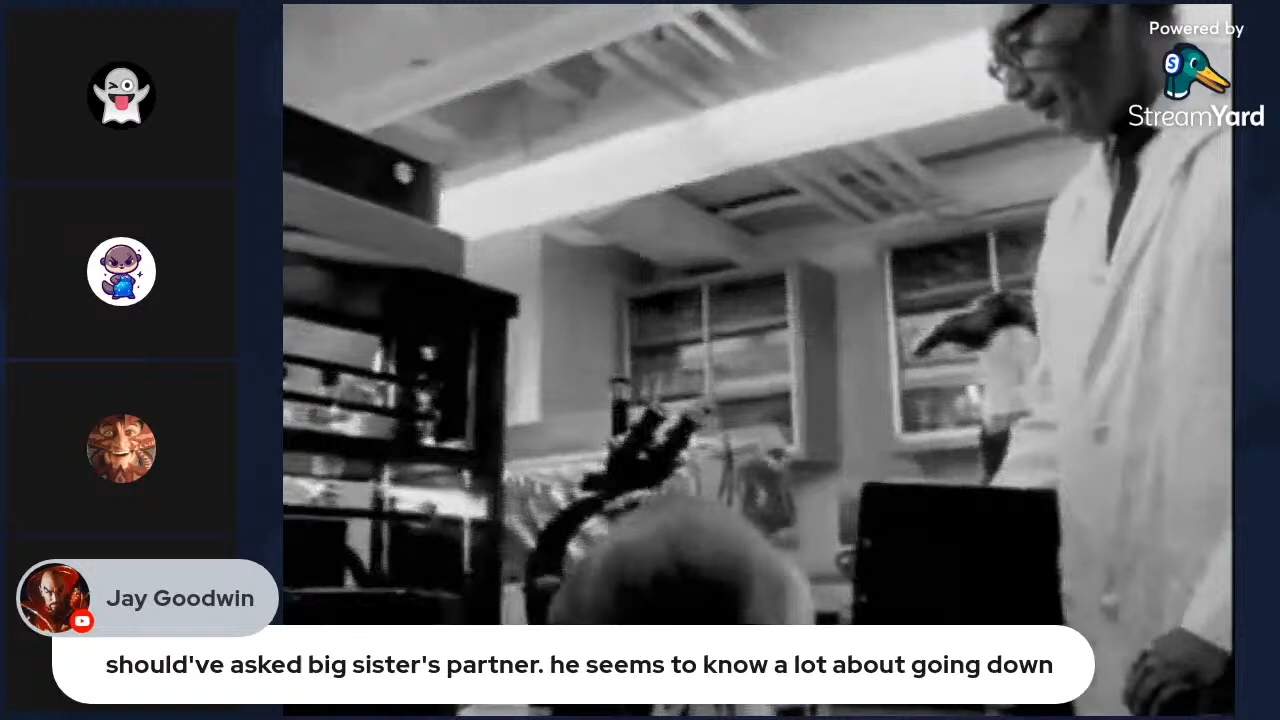 Powered by
StreamYard
Jay Goodwin
should've asked big sister's partner. he seems to know a lot about going down